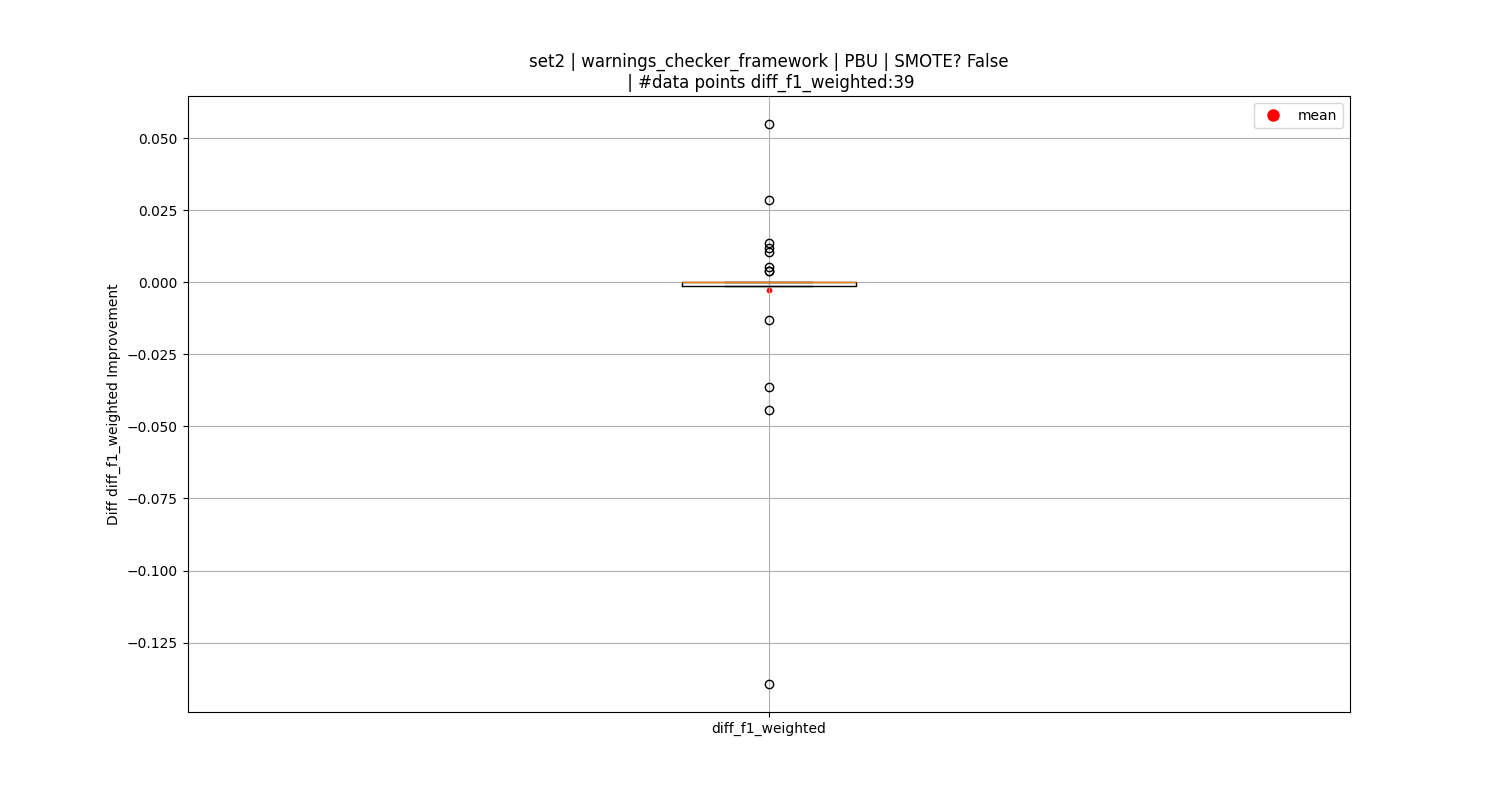 set2 | warnings_checker_framework | PBU | SMOTE? False
| #data points diff_f1_weighted:39
mean
0.050
0.025
0.000
−0.025
−0.050
−0.075
−0.100
−0.125
Diff diff_f1_weighted Improvement
diff_f1_weighted